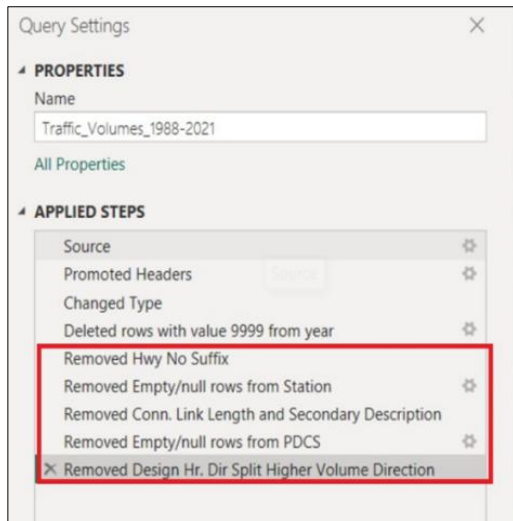 Query Settings
PROPERTIES
Name
Traffic_Volumes_1988-2021
All Properties
APPLIED STEPS
Source
Promoted Headers
Source
Changed Type
Deleted rows with value 9999 from year
Removed Hwy No Suffix
Removed Empty/null rows from Station
Removed Conn. Link Length and Secondary Description
Removed Empty/null rows from PDCS
Removed Design Hr. Dir Split Higher Volume Direction